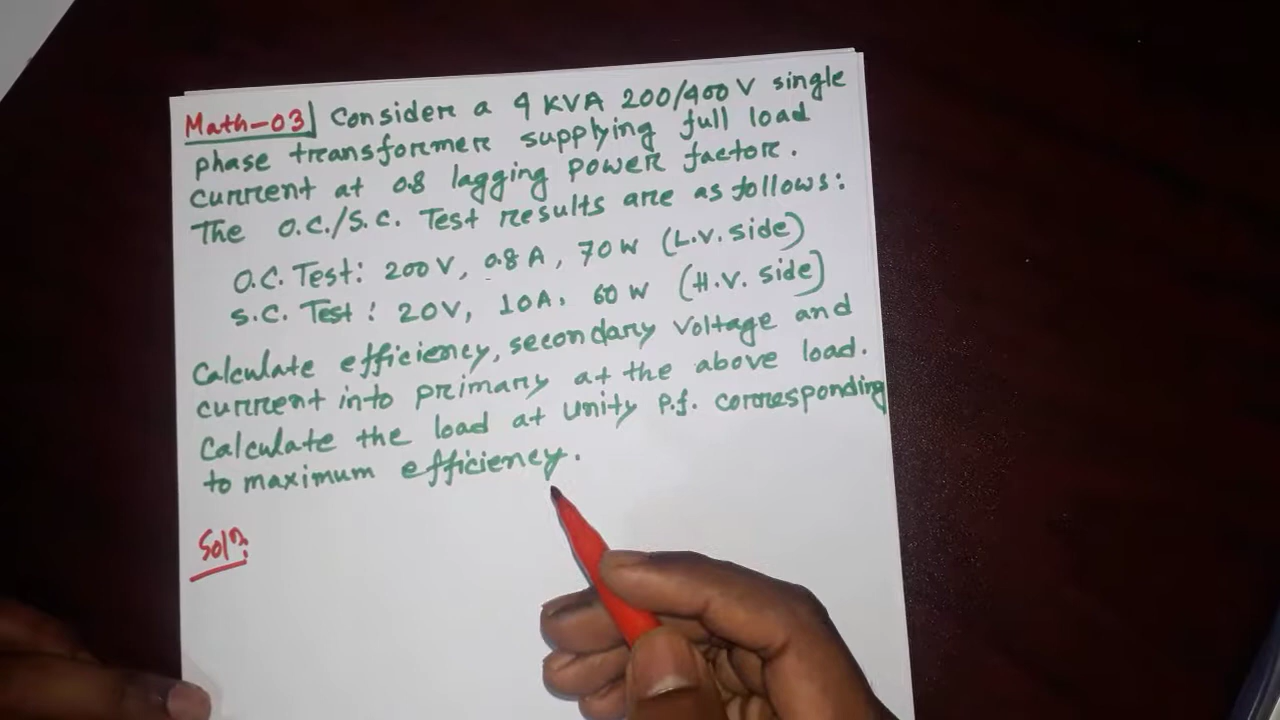 Math-03 Consider a 4 KVA 200/400 V single
phase transformer supplying full load
current at 0.8 lagging power factor.
The O.C./S.C. Test results are as follows:
O.C. Test: 200 V, 0.8 A, 70 W (L.V. side)
S.C. Test: 20V, 10A, 60 W (H.V. side)
Calculate efficiency, secondary voltage and
current into primary at the above load.
Calculate the load at unity P.f. corresponding
to maximum efficiency.
Solⁿ: